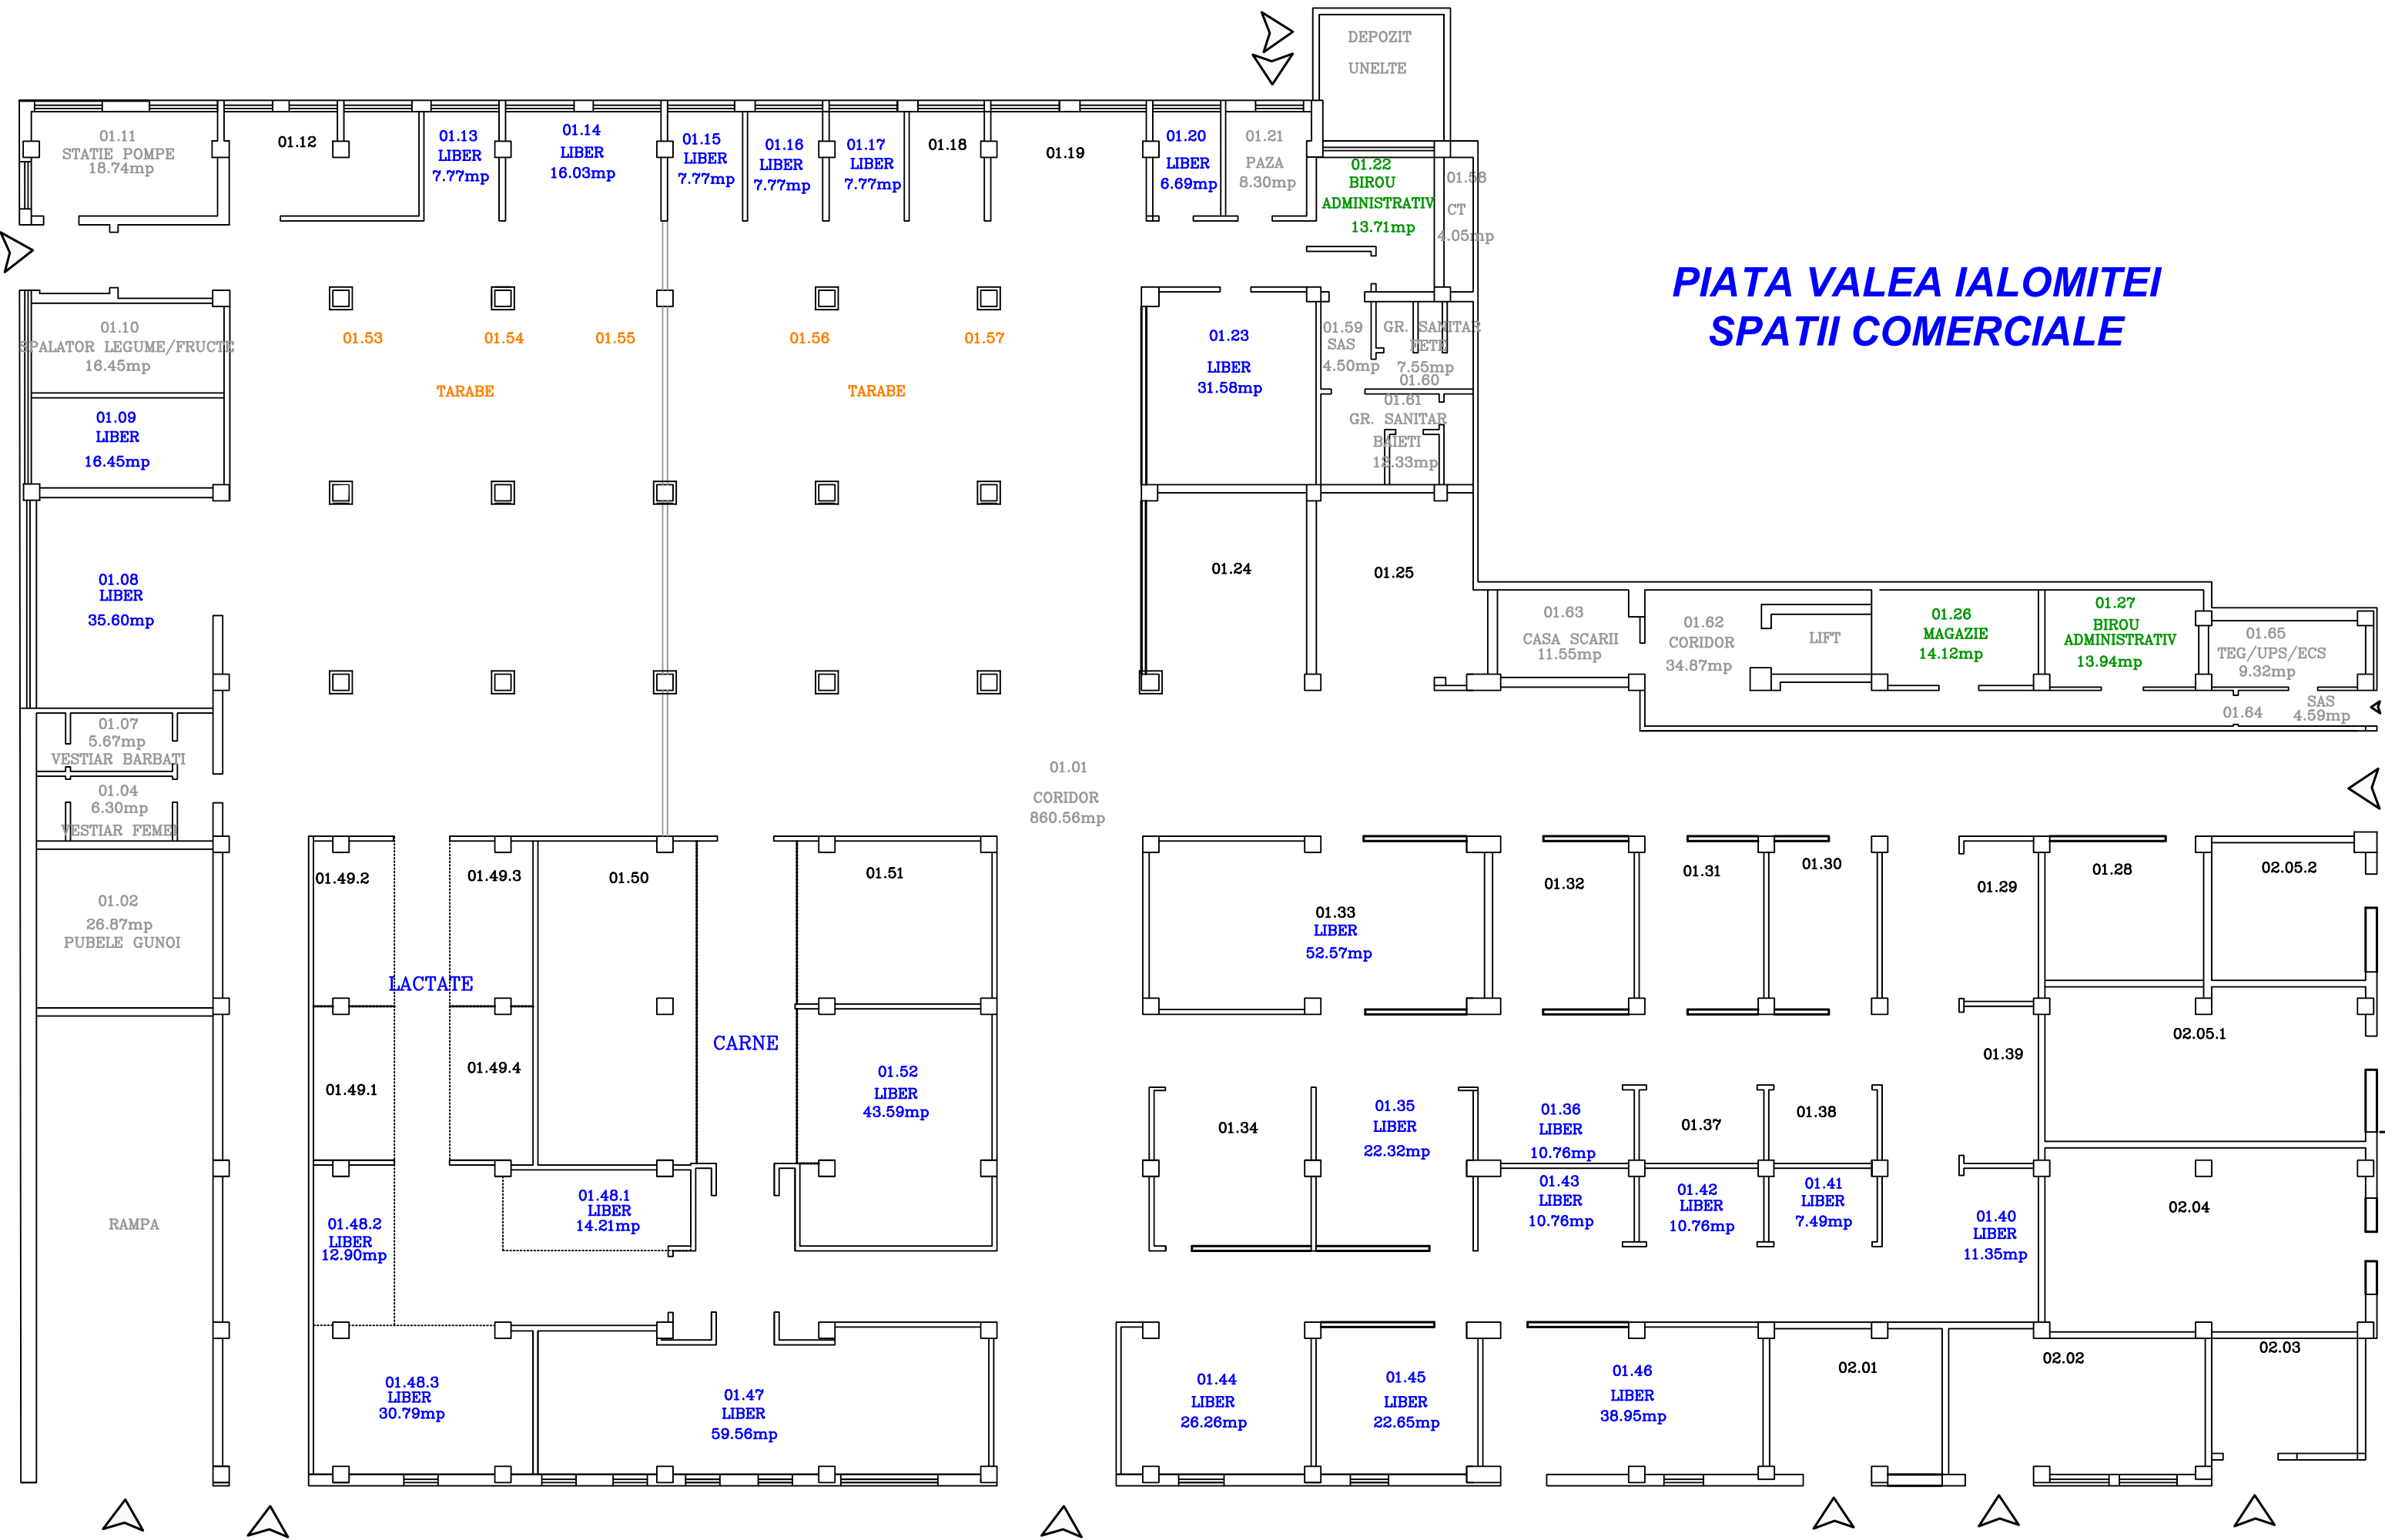 DEPOZIT
UNELTE
01.11
STATIE POMPE
18.74mp
01.12
01.13
LIBER
7.77mp
01.14
LIBER
16.03mp
01.15
LIBER
7.77mp
01.16
LIBER
7.77mp
01.17
LIBER
7.77mp
01.18
01.19
01.20
LIBER
6.69mp
01.21
PAZA
8.30mp
01.22
BIROU
ADMINISTRATIV
13.71mp
01.58
CT
4.05mp
PIATA VALEA IALOMITEI
SPATII COMERCIALE
01.10
SPALATOR LEGUME/FRUCTE
16.45mp
01.53
01.54
01.55
01.56
01.57
TARABE
TARABE
01.23
LIBER
31.58mp
01.59
SAS
4.50mp
GR. SANITAR
FETE
7.55mp
01.60
01.61
GR. SANITAR
BAIETI
12.33mp
01.09
LIBER
16.45mp
01.08
LIBER
35.60mp
01.24
01.25
01.63
CASA SCARII
11.55mp
01.62
CORIDOR
34.87mp
LIFT
01.26
MAGAZIE
14.12mp
01.27
BIROU
ADMINISTRATIV
13.94mp
01.65
TEG/UPS/ECS
9.32mp
01.64
SAS
4.59mp
01.07
5.67mp
VESTIAR BARBATI
01.04
6.30mp
VESTIAR FEMEI
01.01
CORIDOR
860.56mp
01.02
26.87mp
PUBELE GUNOI
01.49.2
01.49.3
01.50
01.51
LACTATE
CARNE
01.49.1
01.49.4
01.52
LIBER
43.59mp
01.33
LIBER
52.57mp
01.32
01.31
01.30
01.29
01.28
02.05.2
02.05.1
01.39
01.34
01.35
LIBER
22.32mp
01.36
LIBER
10.76mp
01.37
01.38
01.43
LIBER
10.76mp
01.42
LIBER
10.76mp
01.41
LIBER
7.49mp
01.40
LIBER
11.35mp
02.04
RAMPA
01.48.2
LIBER
12.90mp
01.48.1
LIBER
14.21mp
01.48.3
LIBER
30.79mp
01.47
LIBER
59.56mp
01.44
LIBER
26.26mp
01.45
LIBER
22.65mp
01.46
LIBER
38.95mp
02.01
02.02
02.03